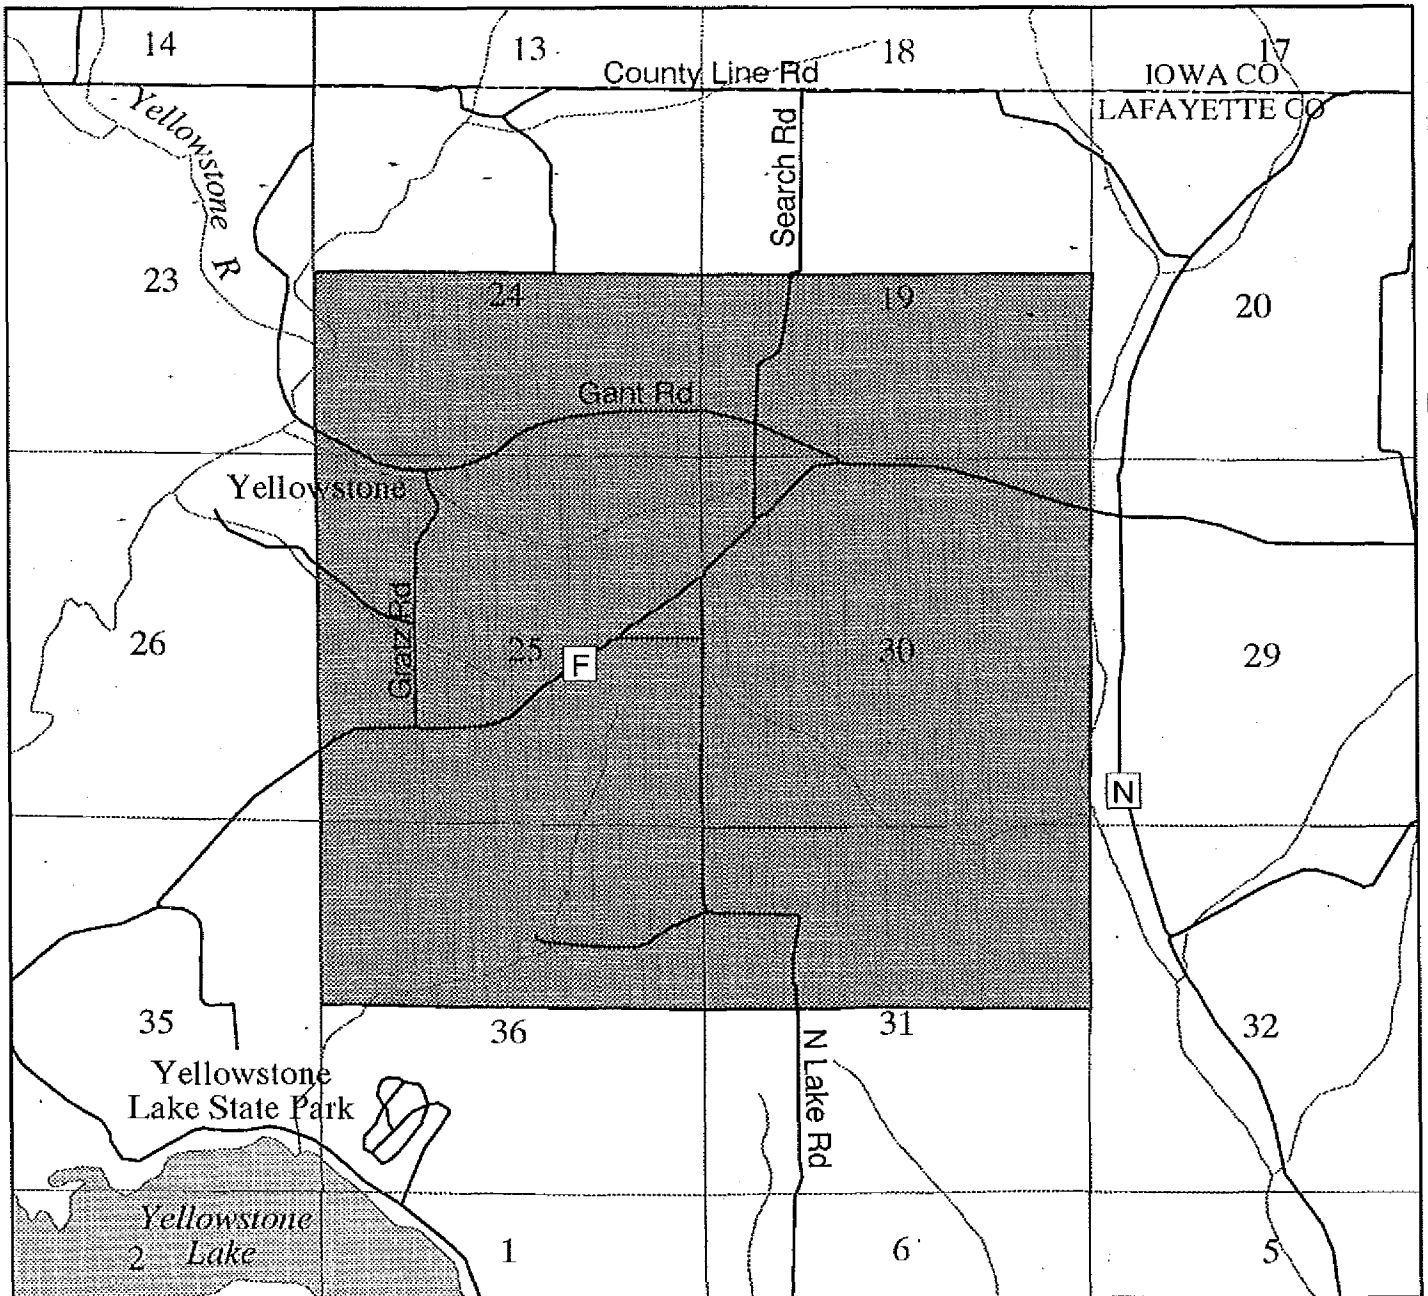 14
13
18
17
County Line Rd
IOWA CO
LAFAYETTE CO
Yellowstone R
Search Rd
23
24
19
20
Gant Rd
Yellowstone
Gratz Rd
26
25
F
30
29
N
35
36
31
32
Yellowstone
Lake State Park
N Lake Rd
Yellowstone
Lake
2
1
6
5